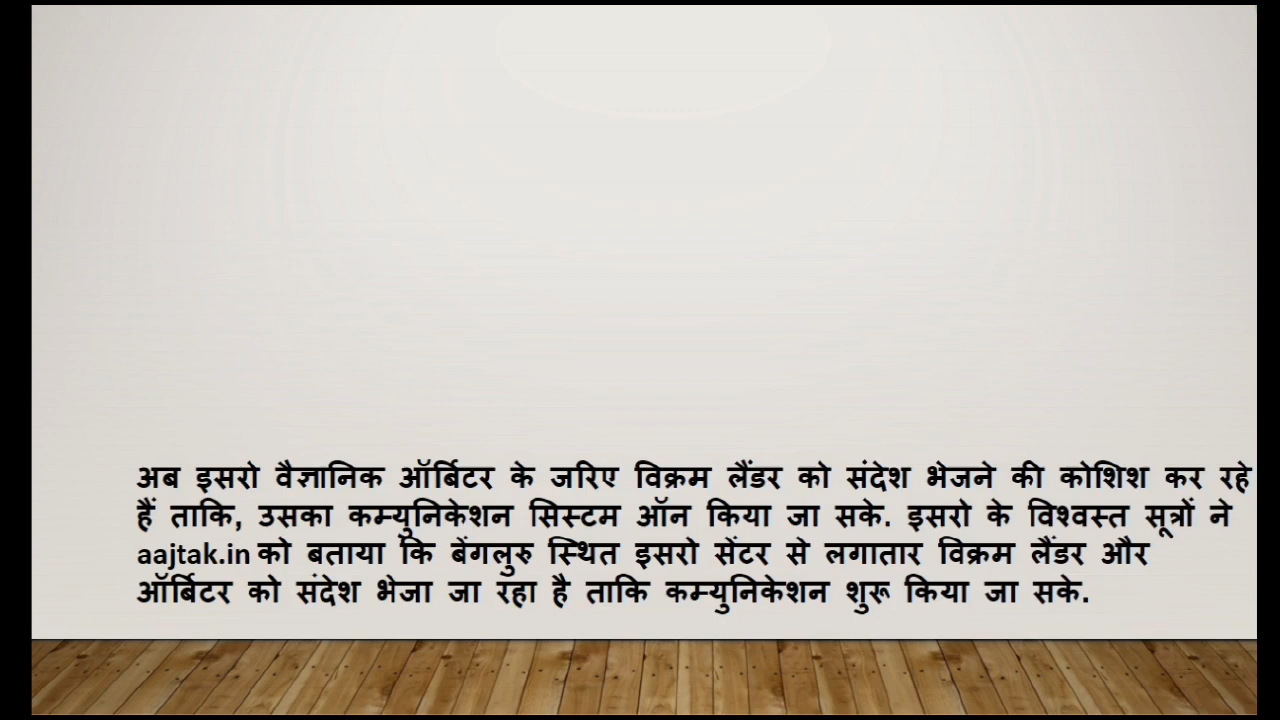 अब इसरो वैज्ञानिक ऑर्बिटर के जरिए विक्रम लैंडर को संदेश भेजने की कोशिश कर रहे
हैं ताकि, उसका कम्युनिकेशन सिस्टम ऑन किया जा सके. इसरो के विश्वस्त सूत्रों ने
aajtak.in को बताया कि बेंगलुरु स्थित इसरो सेंटर से लगातार विक्रम लैंडर और
ऑर्बिटर को संदेश भेजा जा रहा है ताकि कम्युनिकेशन शुरू किया जा सके.